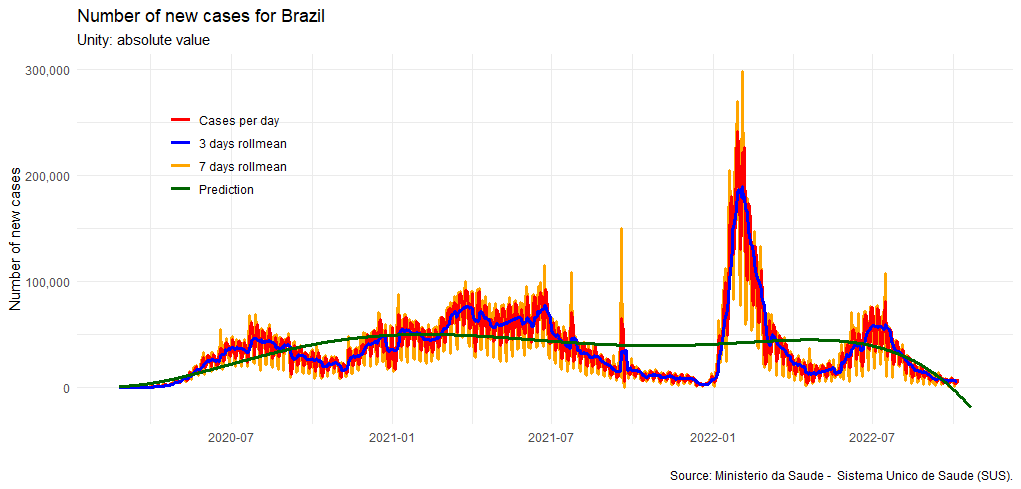 Number of new cases for Brazil
Unity: absolute value
300,000
200,000
100,000
0
Number of new cases
Cases per day
3 days rollmean
7 days rollmean
Prediction
2020-07
2021-01
2021-07
2022-01
2022-07
Source: Ministerio da Saude -  Sistema Unico de Saude (SUS).